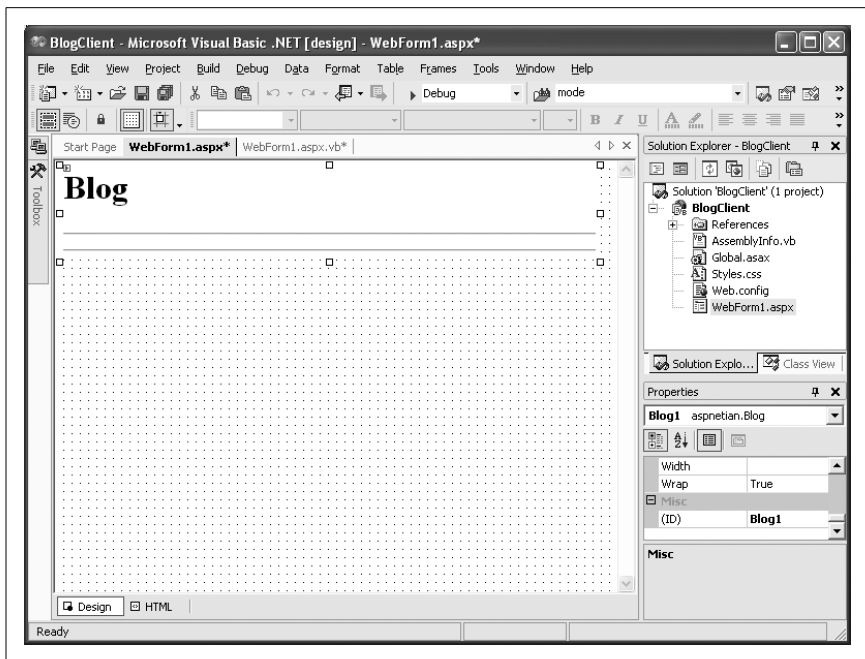 BlogClient - Microsoft Visual Basic .NET [design] - WebForm1.aspx*
File Edit View Project Build Debug Data Format Table Frames Tools Window Help
Debug mode
B I U A
Start Page WebForm1.aspx* WebForm1.aspx.vb*
Toolbox
Blog
Design HTML
Solution Explorer - BlogClient
Solution 'BlogClient' (1 project)
BlogClient
References
AssemblyInfo.vb
Global.asax
Styles.css
Web.config
WebForm1.aspx
Solution Explo... Class View
Properties
Blog1 aspnetian.Blog
Width
Wrap True
Misc
(ID) Blog1
Misc
Ready